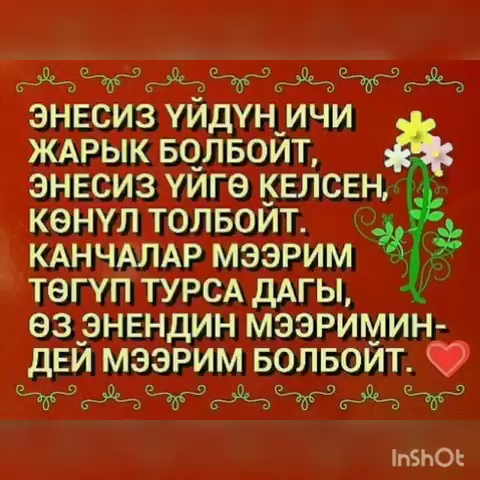 ЭНЕСИЗ ҮЙДҮН ИЧИ
ЖАРЫК БОЛБОЙТ,
ЭНЕСИЗ ҮЙГӨ КЕЛСЕН,
КӨНҮЛ ТОЛБОЙТ.
КАНЧАЛАР МЭЭРИМ
ТӨГҮП ТУРСА ДАГЫ,
ӨЗ ЭНЕНДИН МЭЭРИМИН-
ДЕЙ МЭЭРИМ БОЛБОЙТ.
InShOt